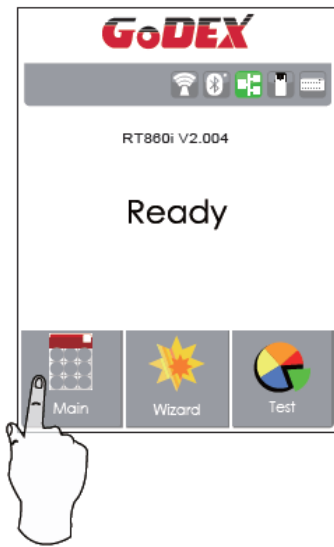 GoDEX
RT860i V2.004
Ready
Main
Wizard
Test